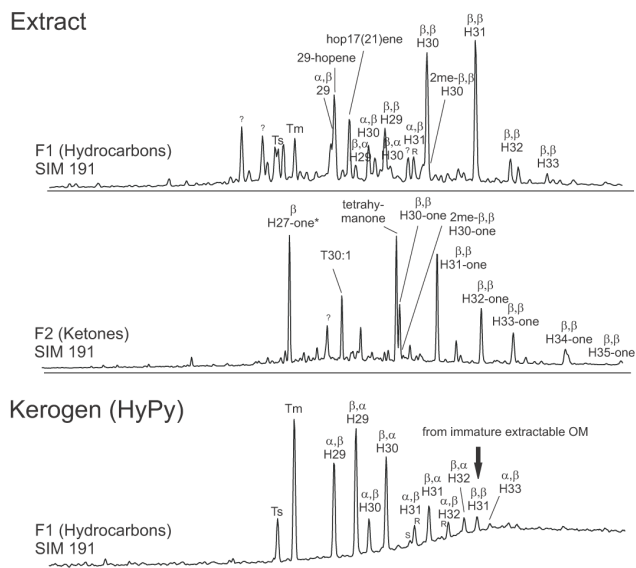 Extract
hop17(21)ene
29-hopene
α,β
29
β,β
H30
β,β
H31
2me-β,β
H30
β,β
H29
α,β
H30
β,α
H29
β,α
H30
α,β
H31
? R
?
?
Ts
Tm
β,β
H32
β,β
H33
F1 (Hydrocarbons)
SIM 191
β
H27-one*
T30:1
?
tetrahy-
manone
β,β
H30-one
2me-β,β
H30-one
β,β
H31-one
β,β
H32-one
β,β
H33-one
β,β
H34-one
β,β
H35-one
F2 (Ketones)
SIM 191
Kerogen (HyPy)
Ts
Tm
α,β
H29
β,α
H29
α,β
H30
β,α
H30
from immature extractable OM
α,β
H31
S R
β,α
H31
α,β
H32
R
β,α
H32
β,β
H31
α,β
H33
F1 (Hydrocarbons)
SIM 191